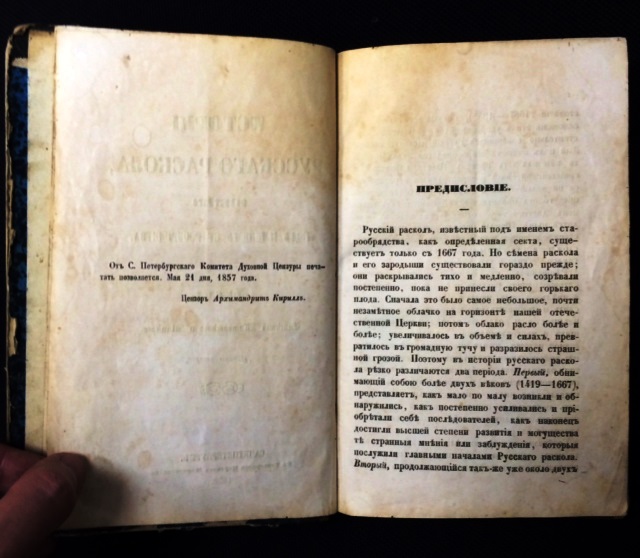 Отъ С. Петербургскаго Комитета Духовной Цензуры печа-
тать позволяется. Мая 21 дня, 1857 года.
Цензоръ Архимандритъ Кириллъ.
ПРЕДИСЛОВІЕ.
Русскій расколъ, извѣстный подъ именемъ ста-
рообрядства, какъ опредѣленная секта, суще-
ствуетъ только съ 1667 года. Но сѣмена раскола
и его зародыши существовали гораздо прежде;
они раскрывались тихо и медленно, созрѣвали
постепенно, пока не принесли своего горькаго
плода. Сначала это было самое небольшое, почти
незамѣтное облачко на горизонтѣ нашей отече-
ственной Церкви; потомъ облако расло болѣе и
болѣе; увеличивалось въ объемѣ и силахъ, прев-
ратилось въ громадную тучу и разразилось страш-
ной грозой. Поэтому въ исторіи русскаго раско-
ла рѣзко различаются два періода. Первый, обни-
мающій собою болѣе двухъ вѣковъ (1419—1667),
представляетъ, какъ мало по малу возникли и об-
наружились, какъ постепенно усиливались и прі-
обрѣтали себѣ послѣдователей, какъ наконецъ
достигли высшей степени развитія и могущества
тѣ странныя мнѣнія или заблужденія, которыя
послужили главными началами Русскаго раскола.
Второй, продолжающійся такъ-же уже около двухъ